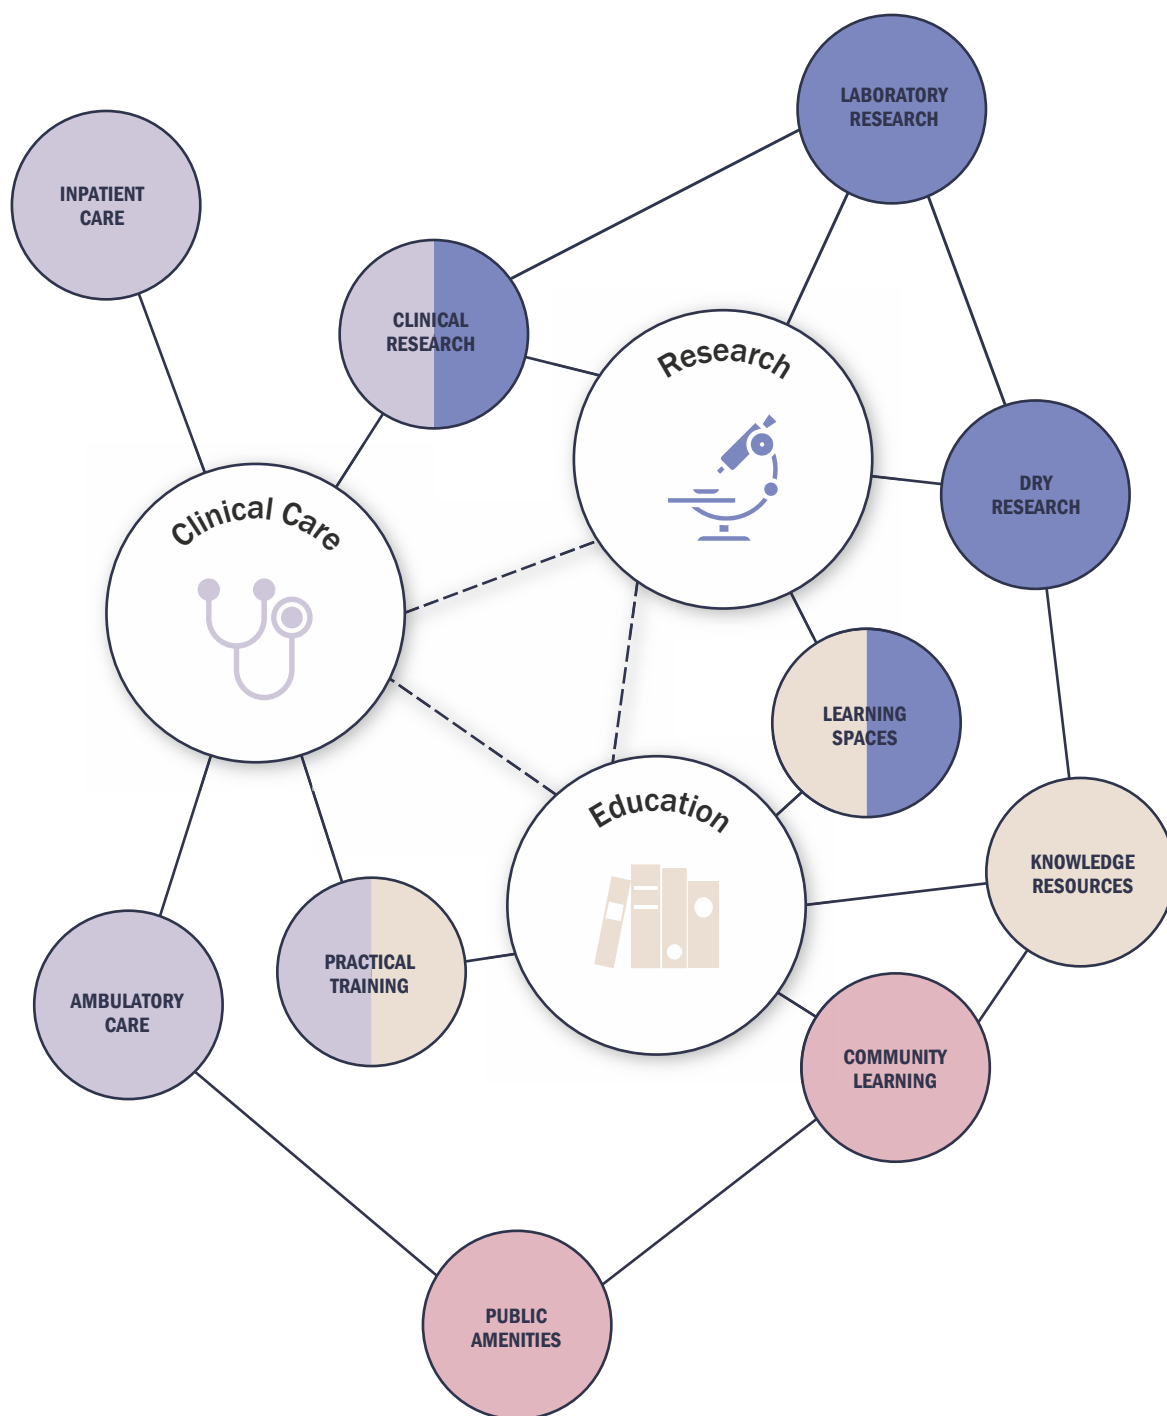 LABORATORY
RESEARCH
INPATIENT
CARE
CLINICAL
RESEARCH
Research
Clinical Care
DRY
RESEARCH
LEARNING
SPACES
Education
KNOWLEDGE
RESOURCES
PRACTICAL
TRAINING
AMBULATORY
CARE
COMMUNITY
LEARNING
PUBLIC
AMENITIES